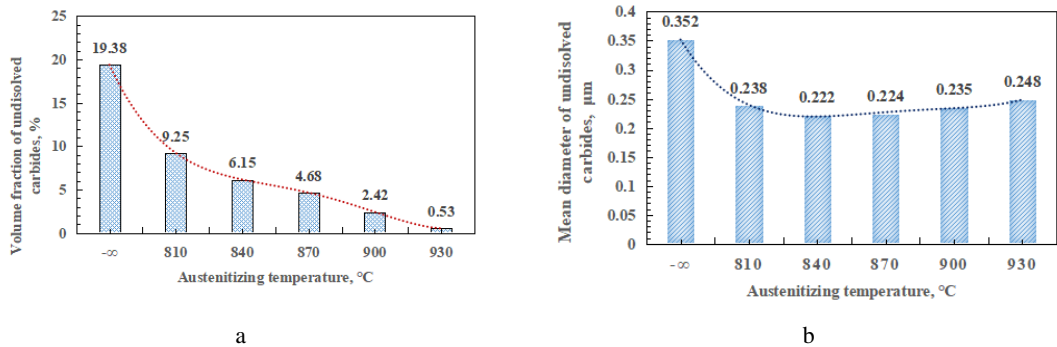 Volume fraction of undisolved
carbides, %
25
20
15
10
5
0
19.38
9.25
6.15
4.68
2.42
0.53
-∞ 810 840 870 900 930
Austenitizing temperature, °C
a
Mean diameter of undisolved
carbides, μm
0.4
0.35
0.3
0.25
0.2
0.15
0.1
0.05
0
0.352
0.238
0.222
0.224
0.235
0.248
-∞ 810 840 870 900 930
Austenitizing temperature, °C
b